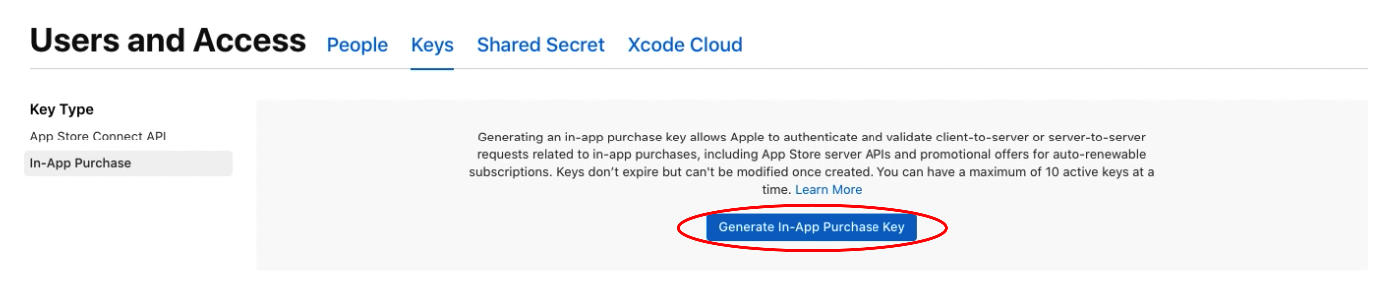 Users and Access People Keys Shared Secret Xcode Cloud
Key Type
App Store Connect API
In-App Purchase
Generating an in-app purchase key allows Apple to authenticate and validate client-to-server or server-to-server
requests related to in-app purchases, including App Store server APIs and promotional offers for auto-renewable
subscriptions. Keys don’t expire but can't be modified once created. You can have a maximum of 10 active keys at a
time. Learn More
Generate In-App Purchase Key